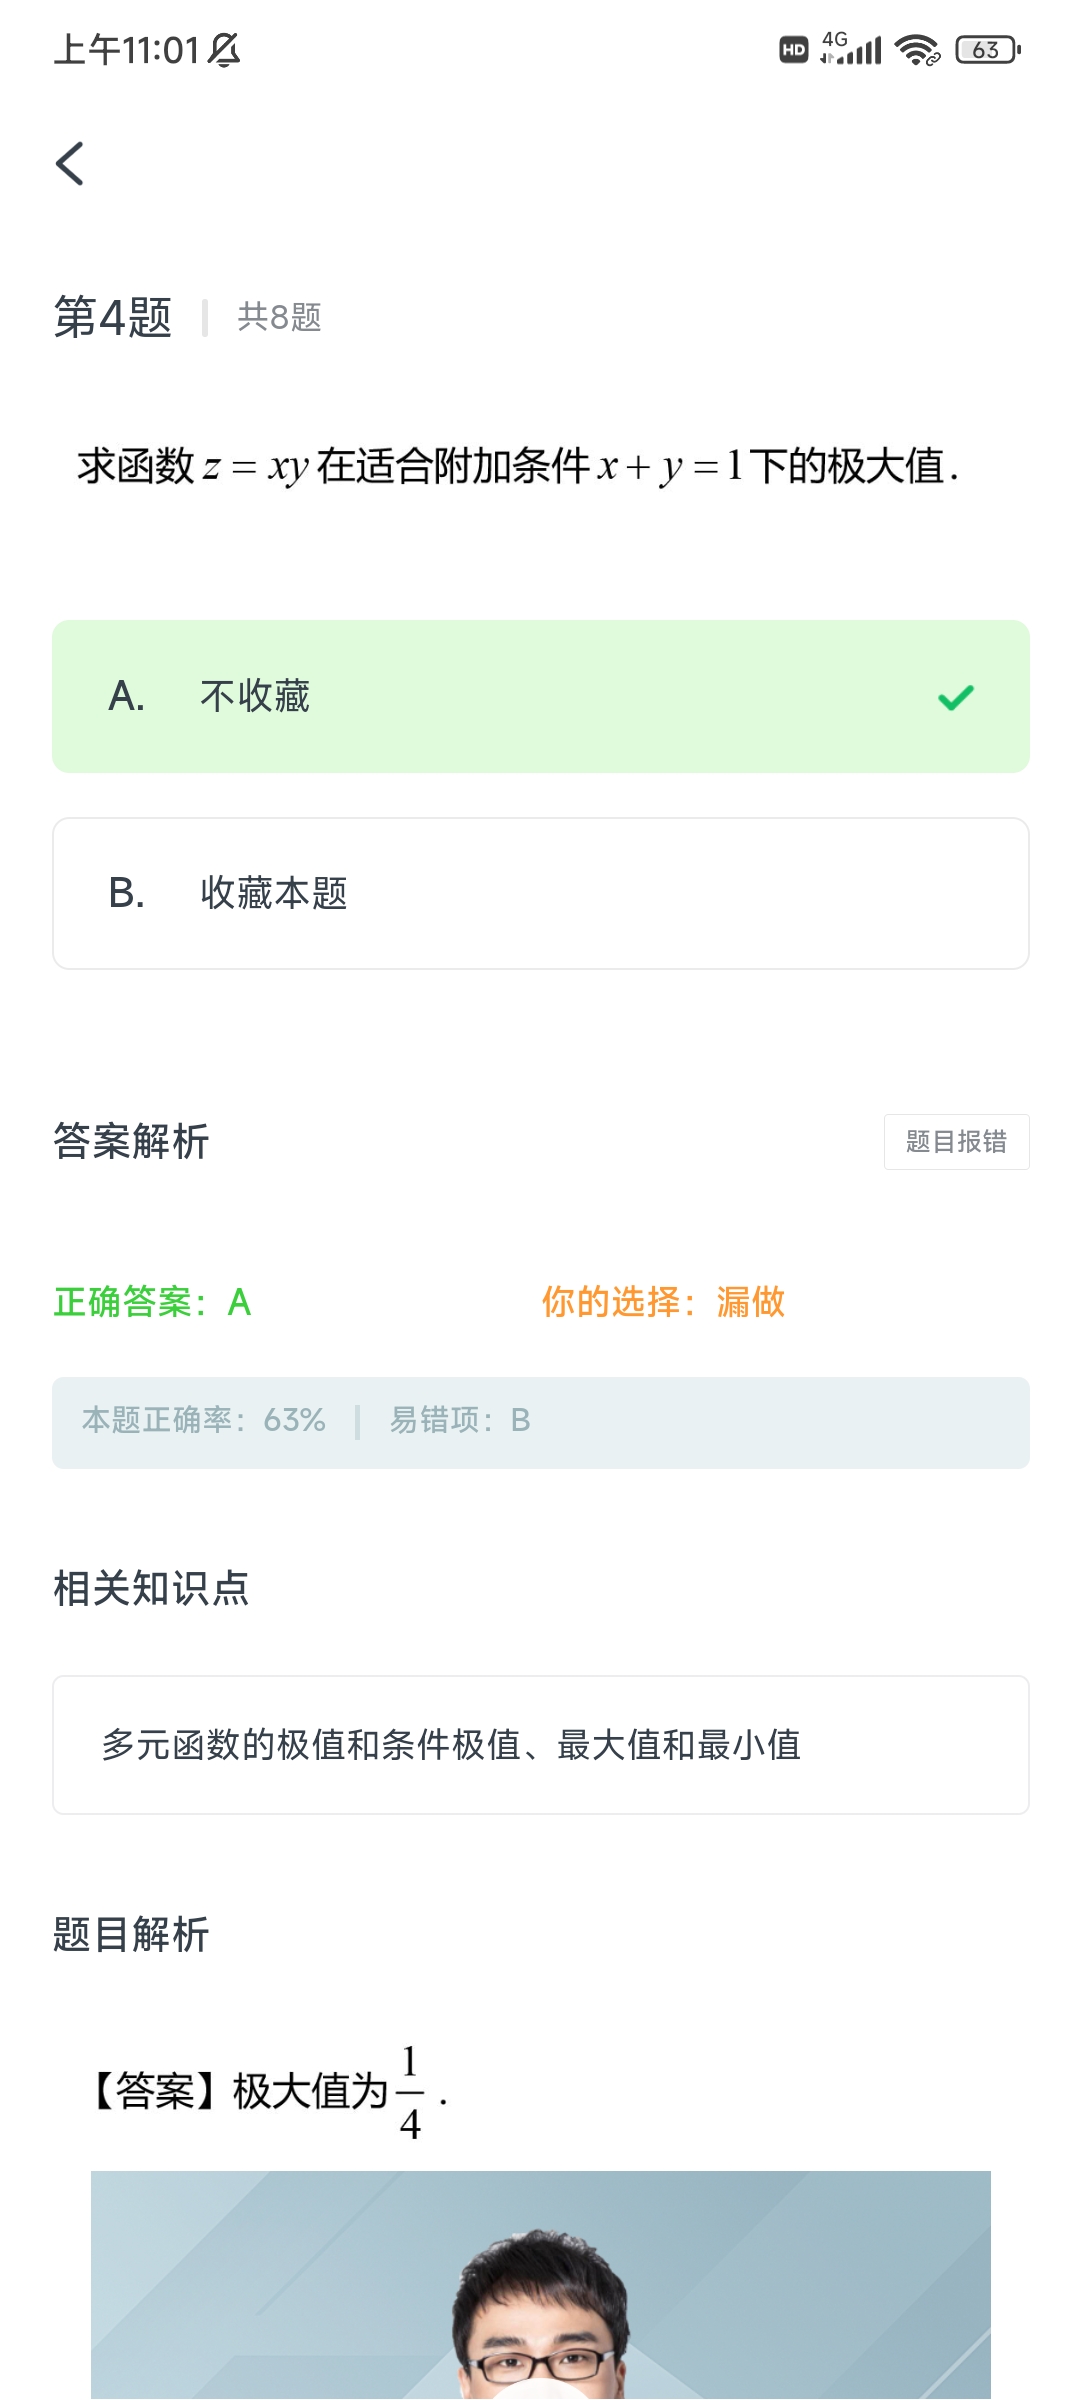 上午11:01
HD 4G 63
第4题 共8题
求函数 z = xy 在适合附加条件 x + y = 1 下的极大值.
A. 不收藏
B. 收藏本题
答案解析 题目报错
正确答案：A 你的选择：漏做
本题正确率：63% 易错项：B
相关知识点
多元函数的极值和条件极值、最大值和最小值
题目解析
【答案】极大值为 1/4 .